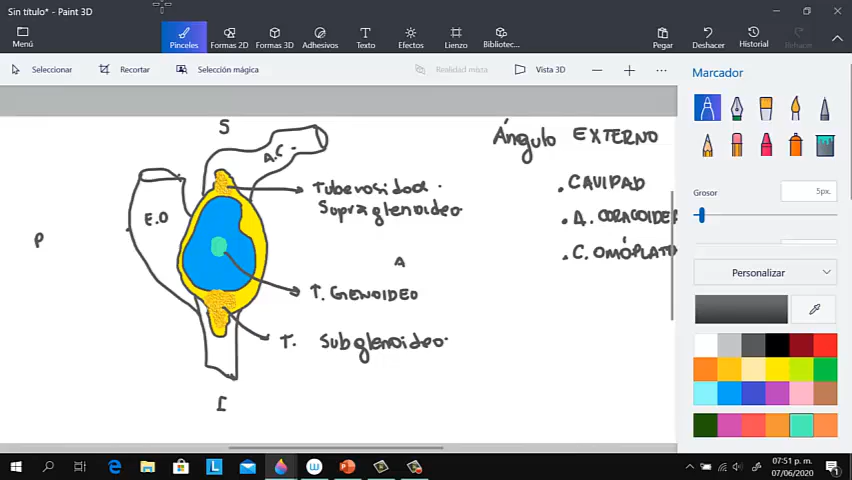 Sin título* - Paint 3D
Menú
Pinceles
Formas 2D
Formas 3D
Adhesivos
Texto
Efectos
Lienzo
Bibliotec...
Pegar
Deshacer
Historial
Rehacer
Seleccionar
Recortar
Selección mágica
Realidad mixta
Vista 3D
Marcador
Grosor
5px.
Personalizar
S
A.C.
E.O
P
A
I
Tuberosidad.
Supraglenoideo
T. Glenoideo
T. Subglenoideo.
Ángulo EXTERNO
. CAVIDAD
. A. CORACOIDE
. C. OMÓPLAT
07:51 p. m.
07/06/2020